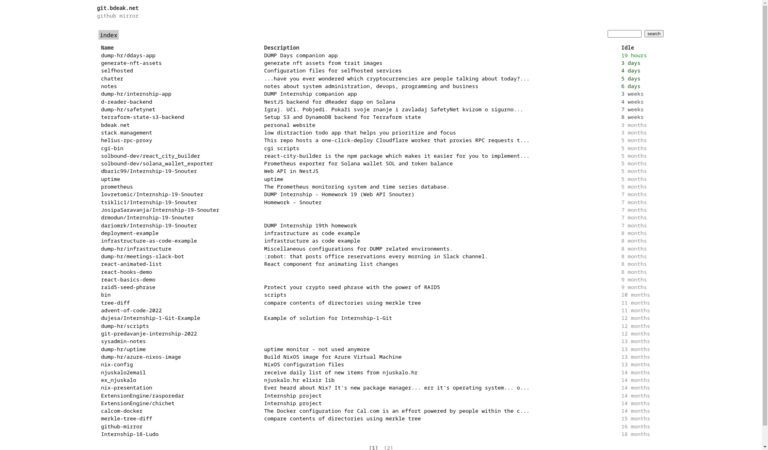 git.bdeak.net
github mirror
index
search
Name Description Idle
dump-hr/ddays-app DUMP Days companion app 19 hours
generate-nft-assets generate nft assets from trait images 3 days
selfhosted Configuration files for selfhosted services 4 days
chatter ...have you ever wondered which cryptocurrencies are people talking about today?... 5 days
notes notes about system administration, devops, programming and business 6 days
dump-hr/internship-app DUMP Internship companion app 3 weeks
d-reader-backend NestJS backend for dReader dapp on Solana 4 weeks
dump-hr/safetynet Igraj. Uči. Pobjedi. Pokaži svoje znanje i zavladaj SafetyNet kvizom o sigurno... 7 weeks
terraform-state-s3-backend Setup S3 and DynamoDB backend for Terraform state 8 weeks
bdeak.net personal website 3 months
stack.management low distraction todo app that helps you prioritize and focus 3 months
helius-rpc-proxy This repo hosts a one-click-deploy Cloudflare worker that proxies RPC requests t... 5 months
cgi-bin cgi scripts 5 months
solbound-dev/react_city_builder react-city-builder is the npm package which makes it easier for you to implement... 5 months
solbound-dev/solana_wallet_exporter Prometheus exporter for Solana wallet SOL and token balance 5 months
dbaric99/Internship-19-Snouter Web API in NestJS 5 months
uptime uptime 5 months
prometheus The Prometheus monitoring system and time series database. 5 months
lovretomic/Internship-19-Snouter DUMP Internship - Homework 19 (Web API Snouter) 5 months
tsiklic1/Internship-19-Snouter Homework - Snouter 7 months
JosipaSaravanja/Internship-19-Snouter 7 months
drmodun/Internship-19-Snouter 7 months
dariomrk/Internship-19-Snouter DUMP Internship 19th homework 7 months
deployment-example infrastructure as code example 8 months
infrastructure-as-code-example infrastructure as code example 8 months
dump-hr/infrastructure Miscellaneous configurations for DUMP related environments. 8 months
dump-hr/meetings-slack-bot :robot: that posts office reservations every morning in Slack channel. 8 months
react-animated-list React component for animating list changes 8 months
react-hooks-demo 8 months
react-basics-demo 9 months
raid5-seed-phrase Protect your crypto seed phrase with the power of RAID5 9 months
bin scripts 10 months
tree-diff compare contents of directories using merkle tree 11 months
advent-of-code-2022 11 months
dujesa/Internship-1-Git-Example Example of solution for Internship-1-Git 12 months
dump-hr/scripts 12 months
git-predavanje-internship-2022 12 months
sysadmin-notes 13 months
dump-hr/uptime uptime monitor - not used anymore 13 months
dump-hr/azure-nixos-image Build NixOS image for Azure Virtual Machine 13 months
nix-config NixOS configuration files 13 months
njuskalo2email receive daily list of new items from njuskalo.hr 14 months
ex_njuskalo njuskalo.hr elixir lib 14 months
nix-presentation Ever heard about Nix? It's new package manager... err it's operating system... o... 14 months
ExtensionEngine/rasporedar Internship project 14 months
ExtensionEngine/chichet Internship project 14 months
calcom-docker The Docker configuration for Cal.com is an effort powered by people within the c... 14 months
merkle-tree-diff compare contents of directories using merkle tree 15 months
github-mirror 16 months
Internship-18-Ludo 18 months
[1] [2]